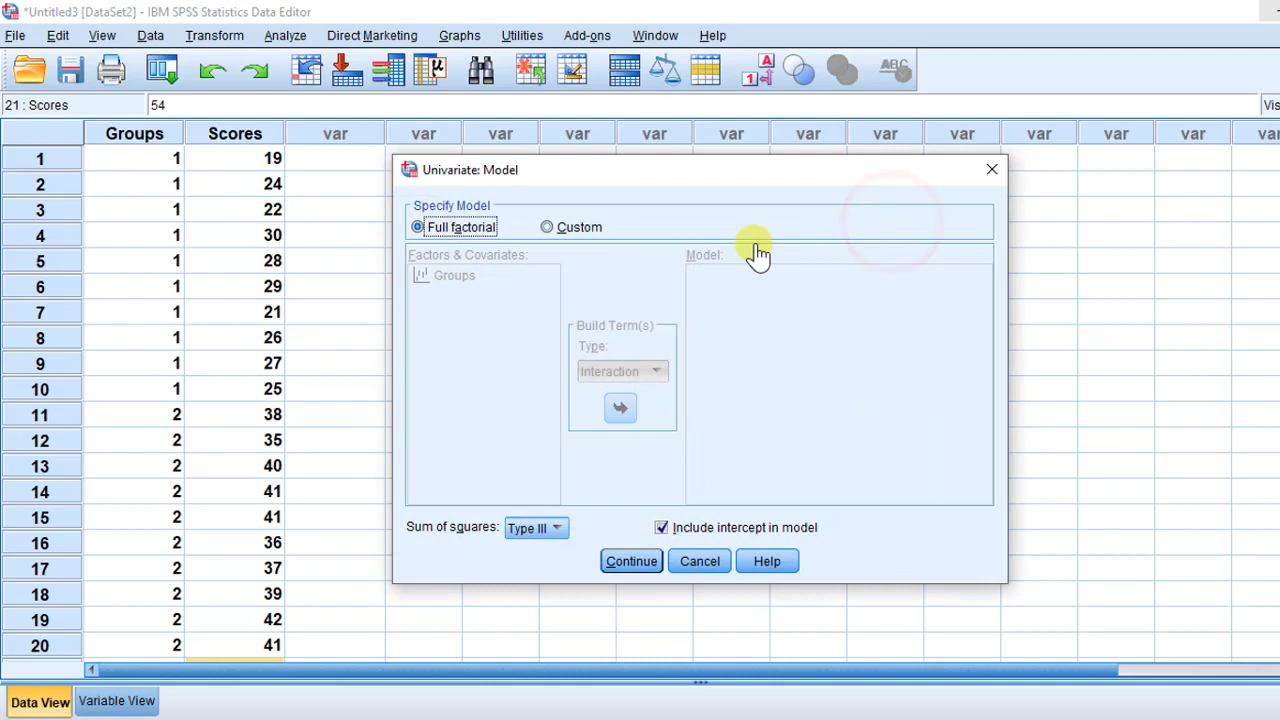 *Untitled3 [DataSet2] - IBM SPSS Statistics Data Editor
File Edit View Data Transform Analyze Direct Marketing Graphs Utilities Add-ons Window Help
21 : Scores 54 Vis
Groups Scores var var var var var var var var var var var var
1 1 19
2 1 24
3 1 22
4 1 30
5 1 28
6 1 29
7 1 21
8 1 26
9 1 27
10 1 25
11 2 38
12 2 35
13 2 40
14 2 41
15 2 41
16 2 36
17 2 37
18 2 39
19 2 42
20 2 41
Univariate: Model
Specify Model
Full factorial Custom
Factors & Covariates: Model:
Groups
Build Term(s)
Type:
Interaction
Sum of squares: Type III Include intercept in model
Continue Cancel Help
Data View Variable View